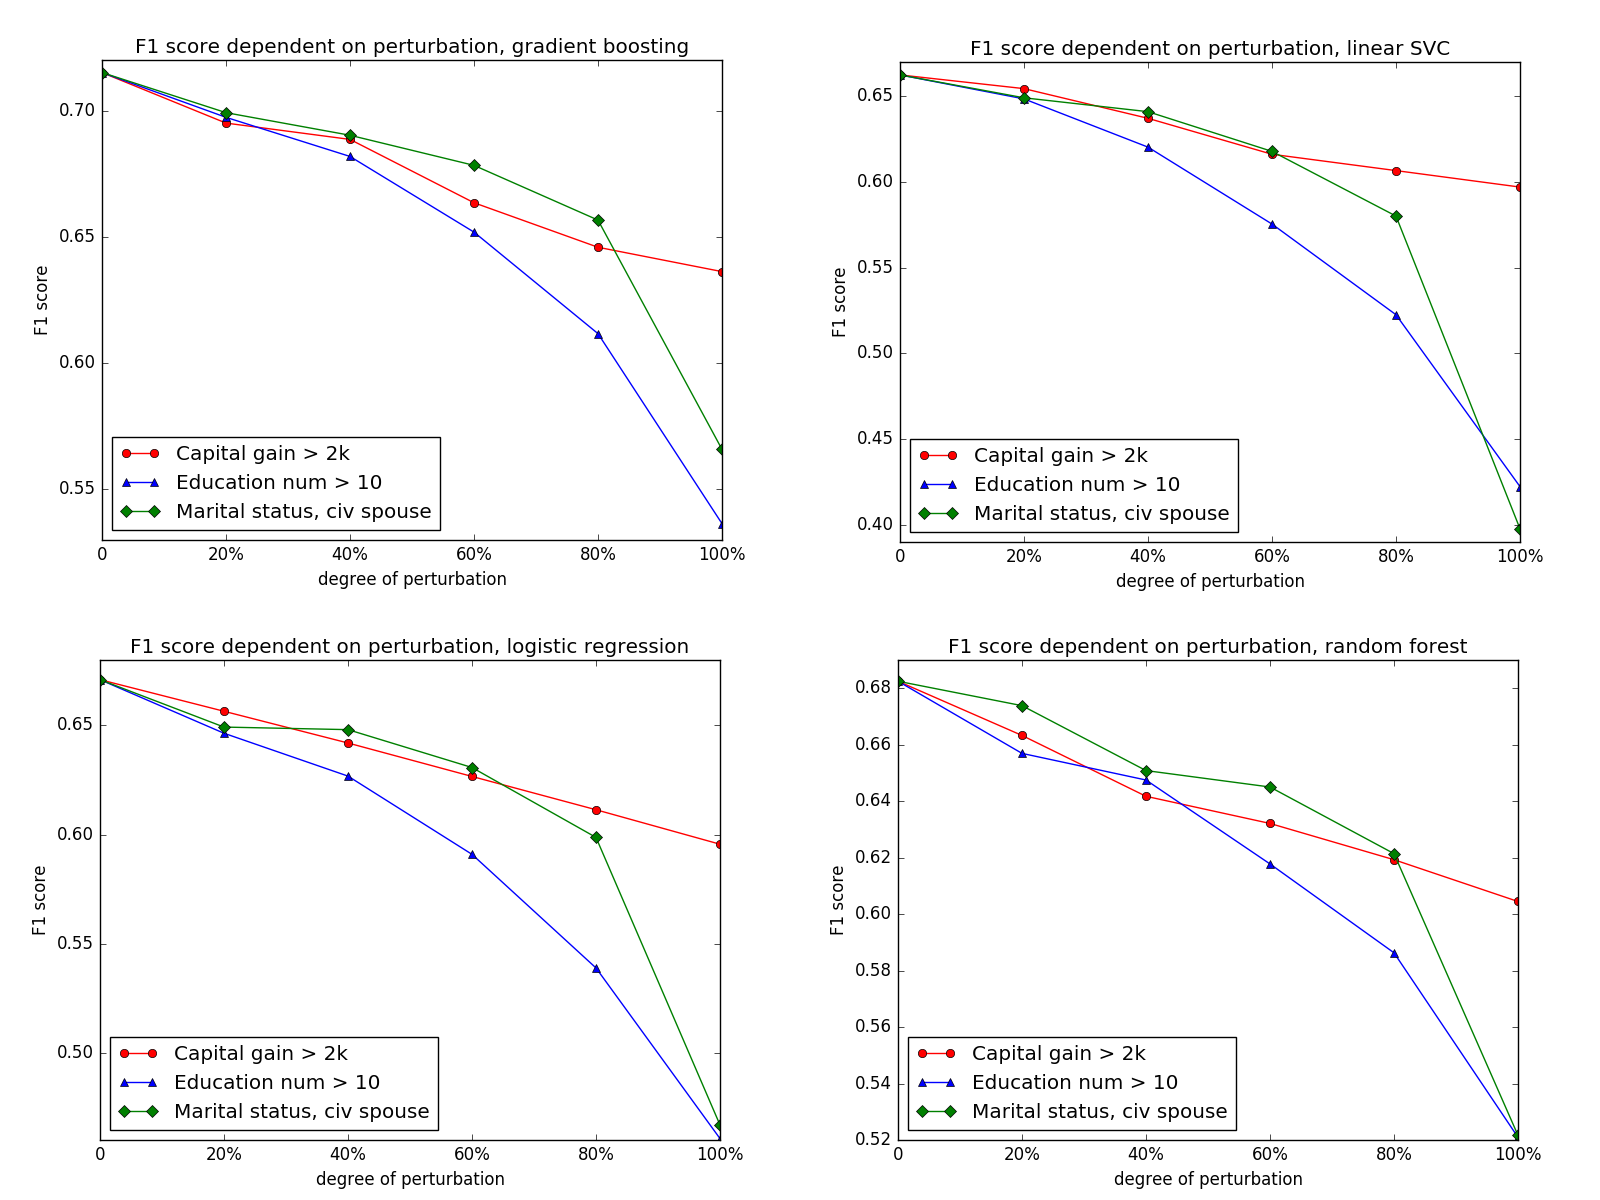 F1 score dependent on perturbation, gradient boosting
F1 score
0.70
0.65
0.60
0.55
Capital gain > 2k
Education num > 10
Marital status, civ spouse
0 20% 40% 60% 80% 100%
degree of perturbation
F1 score dependent on perturbation, linear SVC
F1 score
0.65
0.60
0.55
0.50
0.45
0.40
Capital gain > 2k
Education num > 10
Marital status, civ spouse
0 20% 40% 60% 80% 100%
degree of perturbation
F1 score dependent on perturbation, logistic regression
F1 score
0.65
0.60
0.55
0.50
Capital gain > 2k
Education num > 10
Marital status, civ spouse
0 20% 40% 60% 80% 100%
degree of perturbation
F1 score dependent on perturbation, random forest
F1 score
0.68
0.66
0.64
0.62
0.60
0.58
0.56
0.54
0.52
Capital gain > 2k
Education num > 10
Marital status, civ spouse
0 20% 40% 60% 80% 100%
degree of perturbation